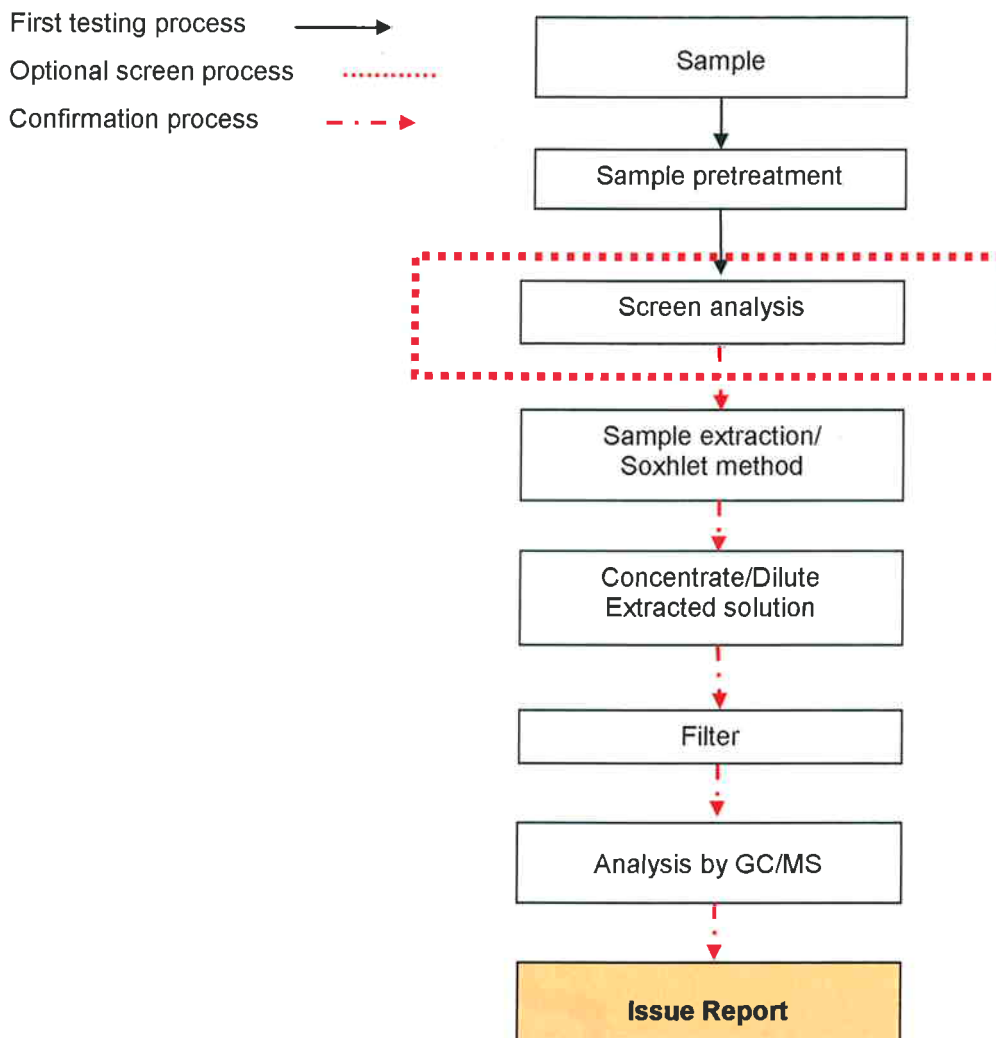 First testing process
Optional screen process
Confirmation process
Sample
Sample pretreatment
Screen analysis
Sample extraction/
Soxhlet method
Concentrate/Dilute
Extracted solution
Filter
Analysis by GC/MS
Issue Report